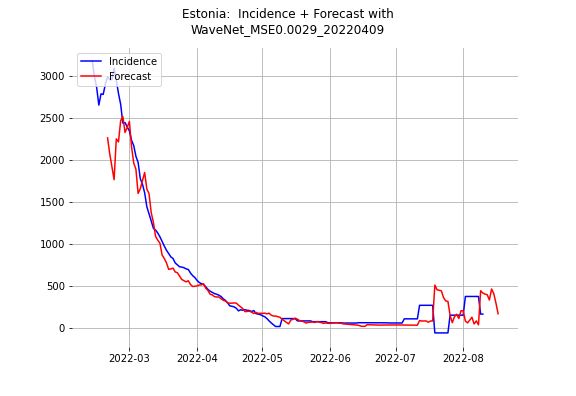 Estonia:  Incidence + Forecast with
WaveNet_MSE0.0029_20220409
Incidence
Forecast
3000
2500
2000
1500
1000
500
0
2022-03 2022-04 2022-05 2022-06 2022-07 2022-08